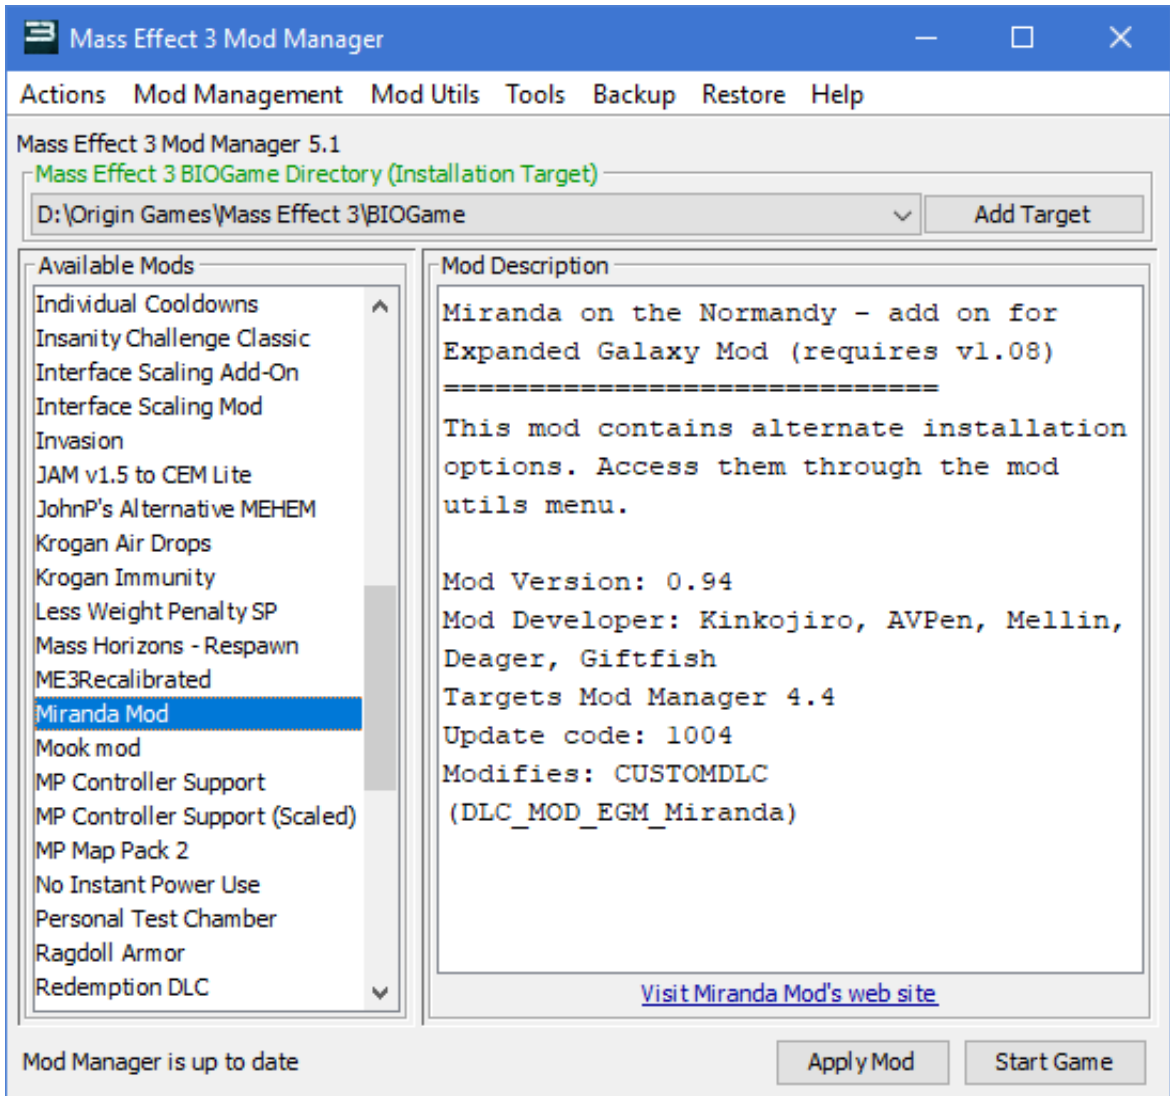 Mass Effect 3 Mod Manager
Actions Mod Management Mod Utils Tools Backup Restore Help
Mass Effect 3 Mod Manager 5.1
Mass Effect 3 BIOGame Directory (Installation Target)
D:\Origin Games\Mass Effect 3\BIOGame
Add Target
Available Mods
Individual Cooldowns
Insanity Challenge Classic
Interface Scaling Add-On
Interface Scaling Mod
Invasion
JAM v1.5 to CEM Lite
JohnP's Alternative MEHEM
Krogan Air Drops
Krogan Immunity
Less Weight Penalty SP
Mass Horizons - Respawn
ME3Recalibrated
Miranda Mod
Mook mod
MP Controller Support
MP Controller Support (Scaled)
MP Map Pack 2
No Instant Power Use
Personal Test Chamber
Ragdoll Armor
Redemption DLC
Mod Description
Miranda on the Normandy - add on for
Expanded Galaxy Mod (requires v1.08)
==============================
This mod contains alternate installation
options. Access them through the mod
utils menu.
Mod Version: 0.94
Mod Developer: Kinkojiro, AVPen, Mellin,
Deager, Giftfish
Targets Mod Manager 4.4
Update code: 1004
Modifies: CUSTOMDLC
(DLC_MOD_EGM_Miranda)
Visit Miranda Mod's web site
Mod Manager is up to date
Apply Mod
Start Game